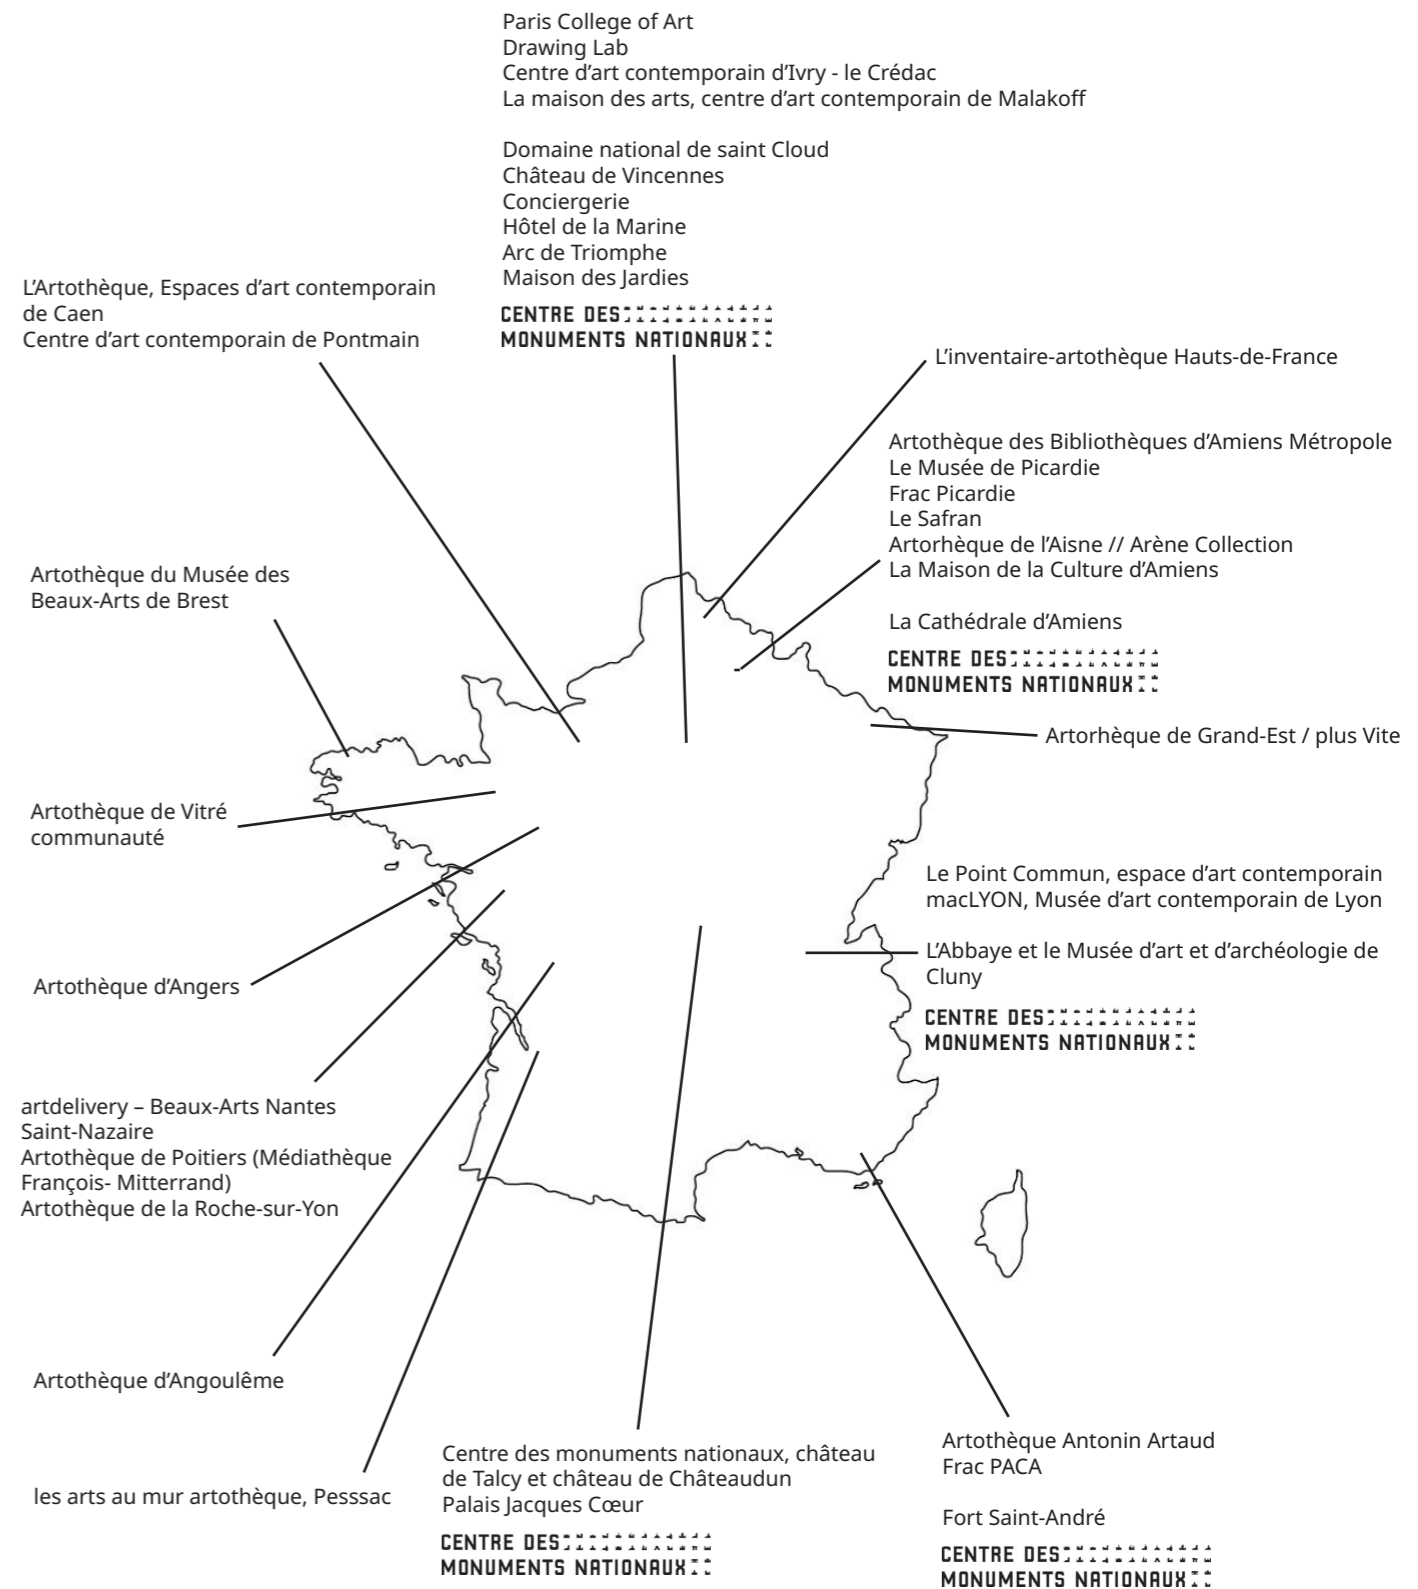 Paris College of Art
Drawing Lab
Centre d'art contemporain d'Ivry - le Crédac
La maison des arts, centre d'art contemporain de Malakoff
Domaine national de saint Cloud
Château de Vincennes
Conciergerie
Hôtel de la Marine
Arc de Triomphe
Maison des Jardies
CENTRE DES
MONUMENTS NATIONAUX
L'Artothèque, Espaces d'art contemporain
de Caen
Centre d'art contemporain de Pontmain
L'inventaire-artothèque Hauts-de-France
Artothèque des Bibliothèques d'Amiens Métropole
Le Musée de Picardie
Frac Picardie
Le Safran
Artorhèque de l'Aisne // Arène Collection
La Maison de la Culture d'Amiens
La Cathédrale d'Amiens
CENTRE DES
MONUMENTS NATIONAUX
Artothèque du Musée des
Beaux-Arts de Brest
Artorhèque de Grand-Est / plus Vite
Artothèque de Vitré
communauté
Le Point Commun, espace d'art contemporain
macLYON, Musée d'art contemporain de Lyon
L'Abbaye et le Musée d'art et d'archéologie de
Cluny
CENTRE DES
MONUMENTS NATIONAUX
Artothèque d'Angers
artdelivery – Beaux-Arts Nantes
Saint-Nazaire
Artothèque de Poitiers (Médiathèque
François- Mitterrand)
Artothèque de la Roche-sur-Yon
Artothèque d'Angoulême
les arts au mur artothèque, Pesssac
Centre des monuments nationaux, château
de Talcy et château de Châteaudun
Palais Jacques Cœur
CENTRE DES
MONUMENTS NATIONAUX
Artothèque Antonin Artaud
Frac PACA
Fort Saint-André
CENTRE DES
MONUMENTS NATIONAUX